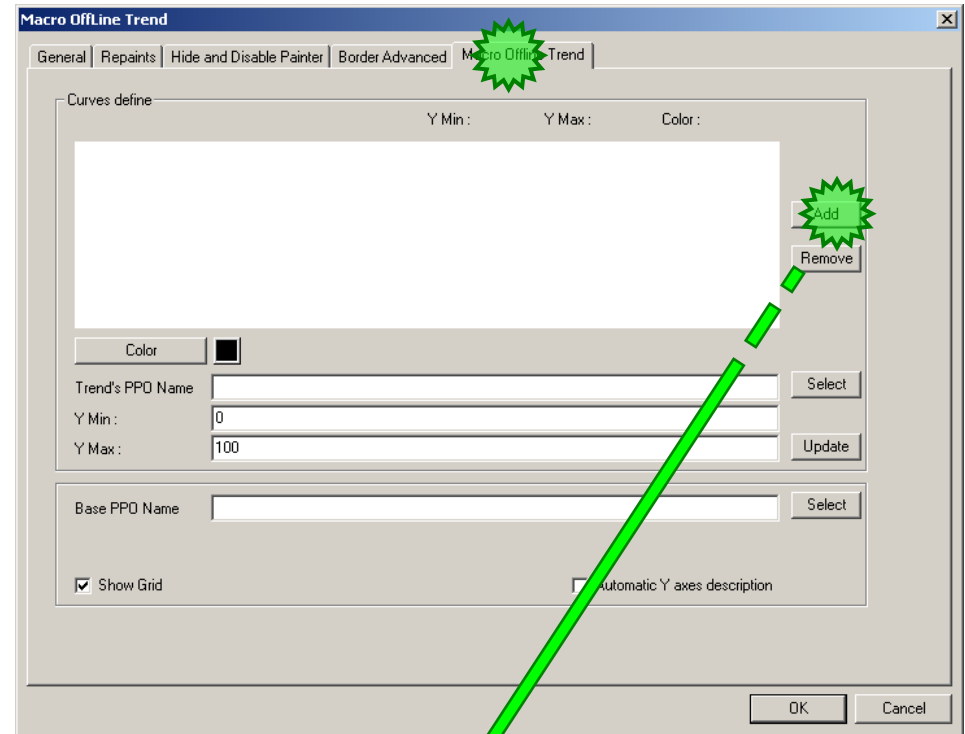 Macro OffLine Trend
General Repaints Hide and Disable Painter Border Advanced Macro Offline Trend
Curves define
Y Min : Y Max : Color :
Add
Remove
Color
Trend's PPO Name Select
Y Min : 0
Y Max : 100 Update
Base PPO Name Select
Show Grid Automatic Y axes description
OK Cancel